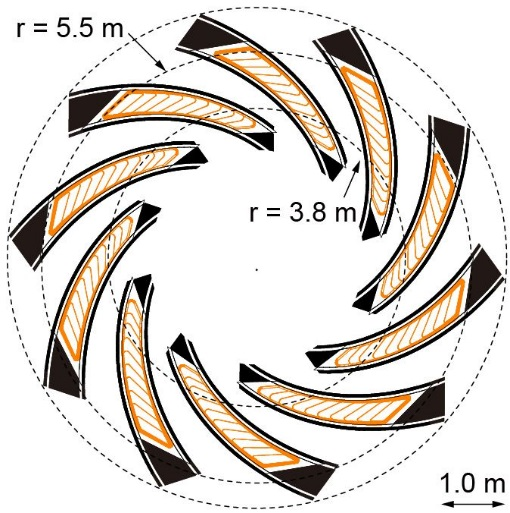 r = 5.5 m
r = 3.8 m
1.0 m